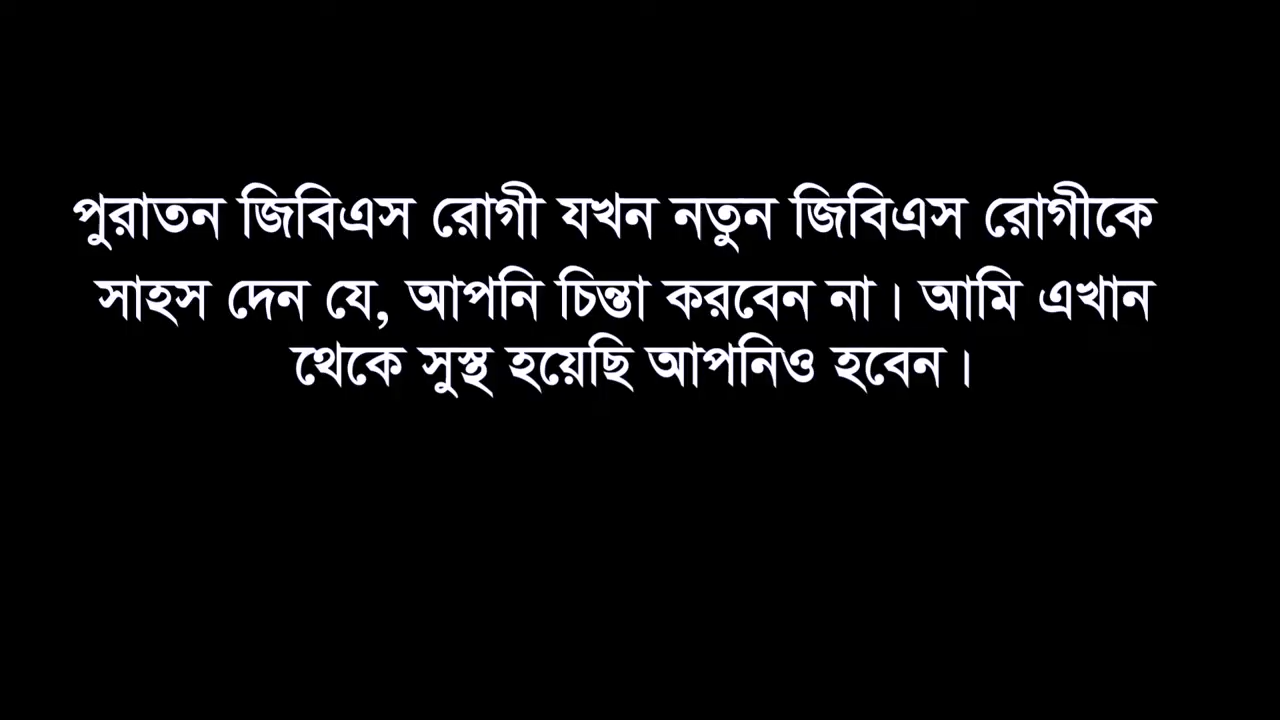 পুরাতন জিবিএস রোগী যখন নতুন জিবিএস রোগীকে
সাহস দেন যে, আপনি চিন্তা করবেন না। আমি এখান
থেকে সুস্থ হয়েছি আপনিও হবেন।